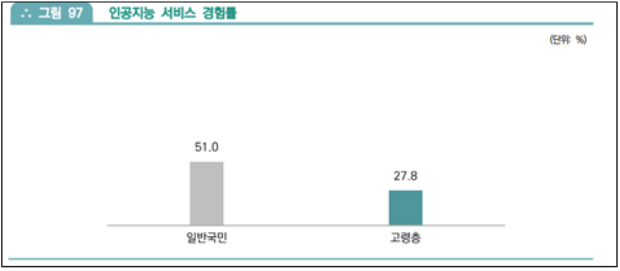 ∴ 그림 97 인공지능 서비스 경험률
(단위: %)
51.0
27.8
일반국민 고령층